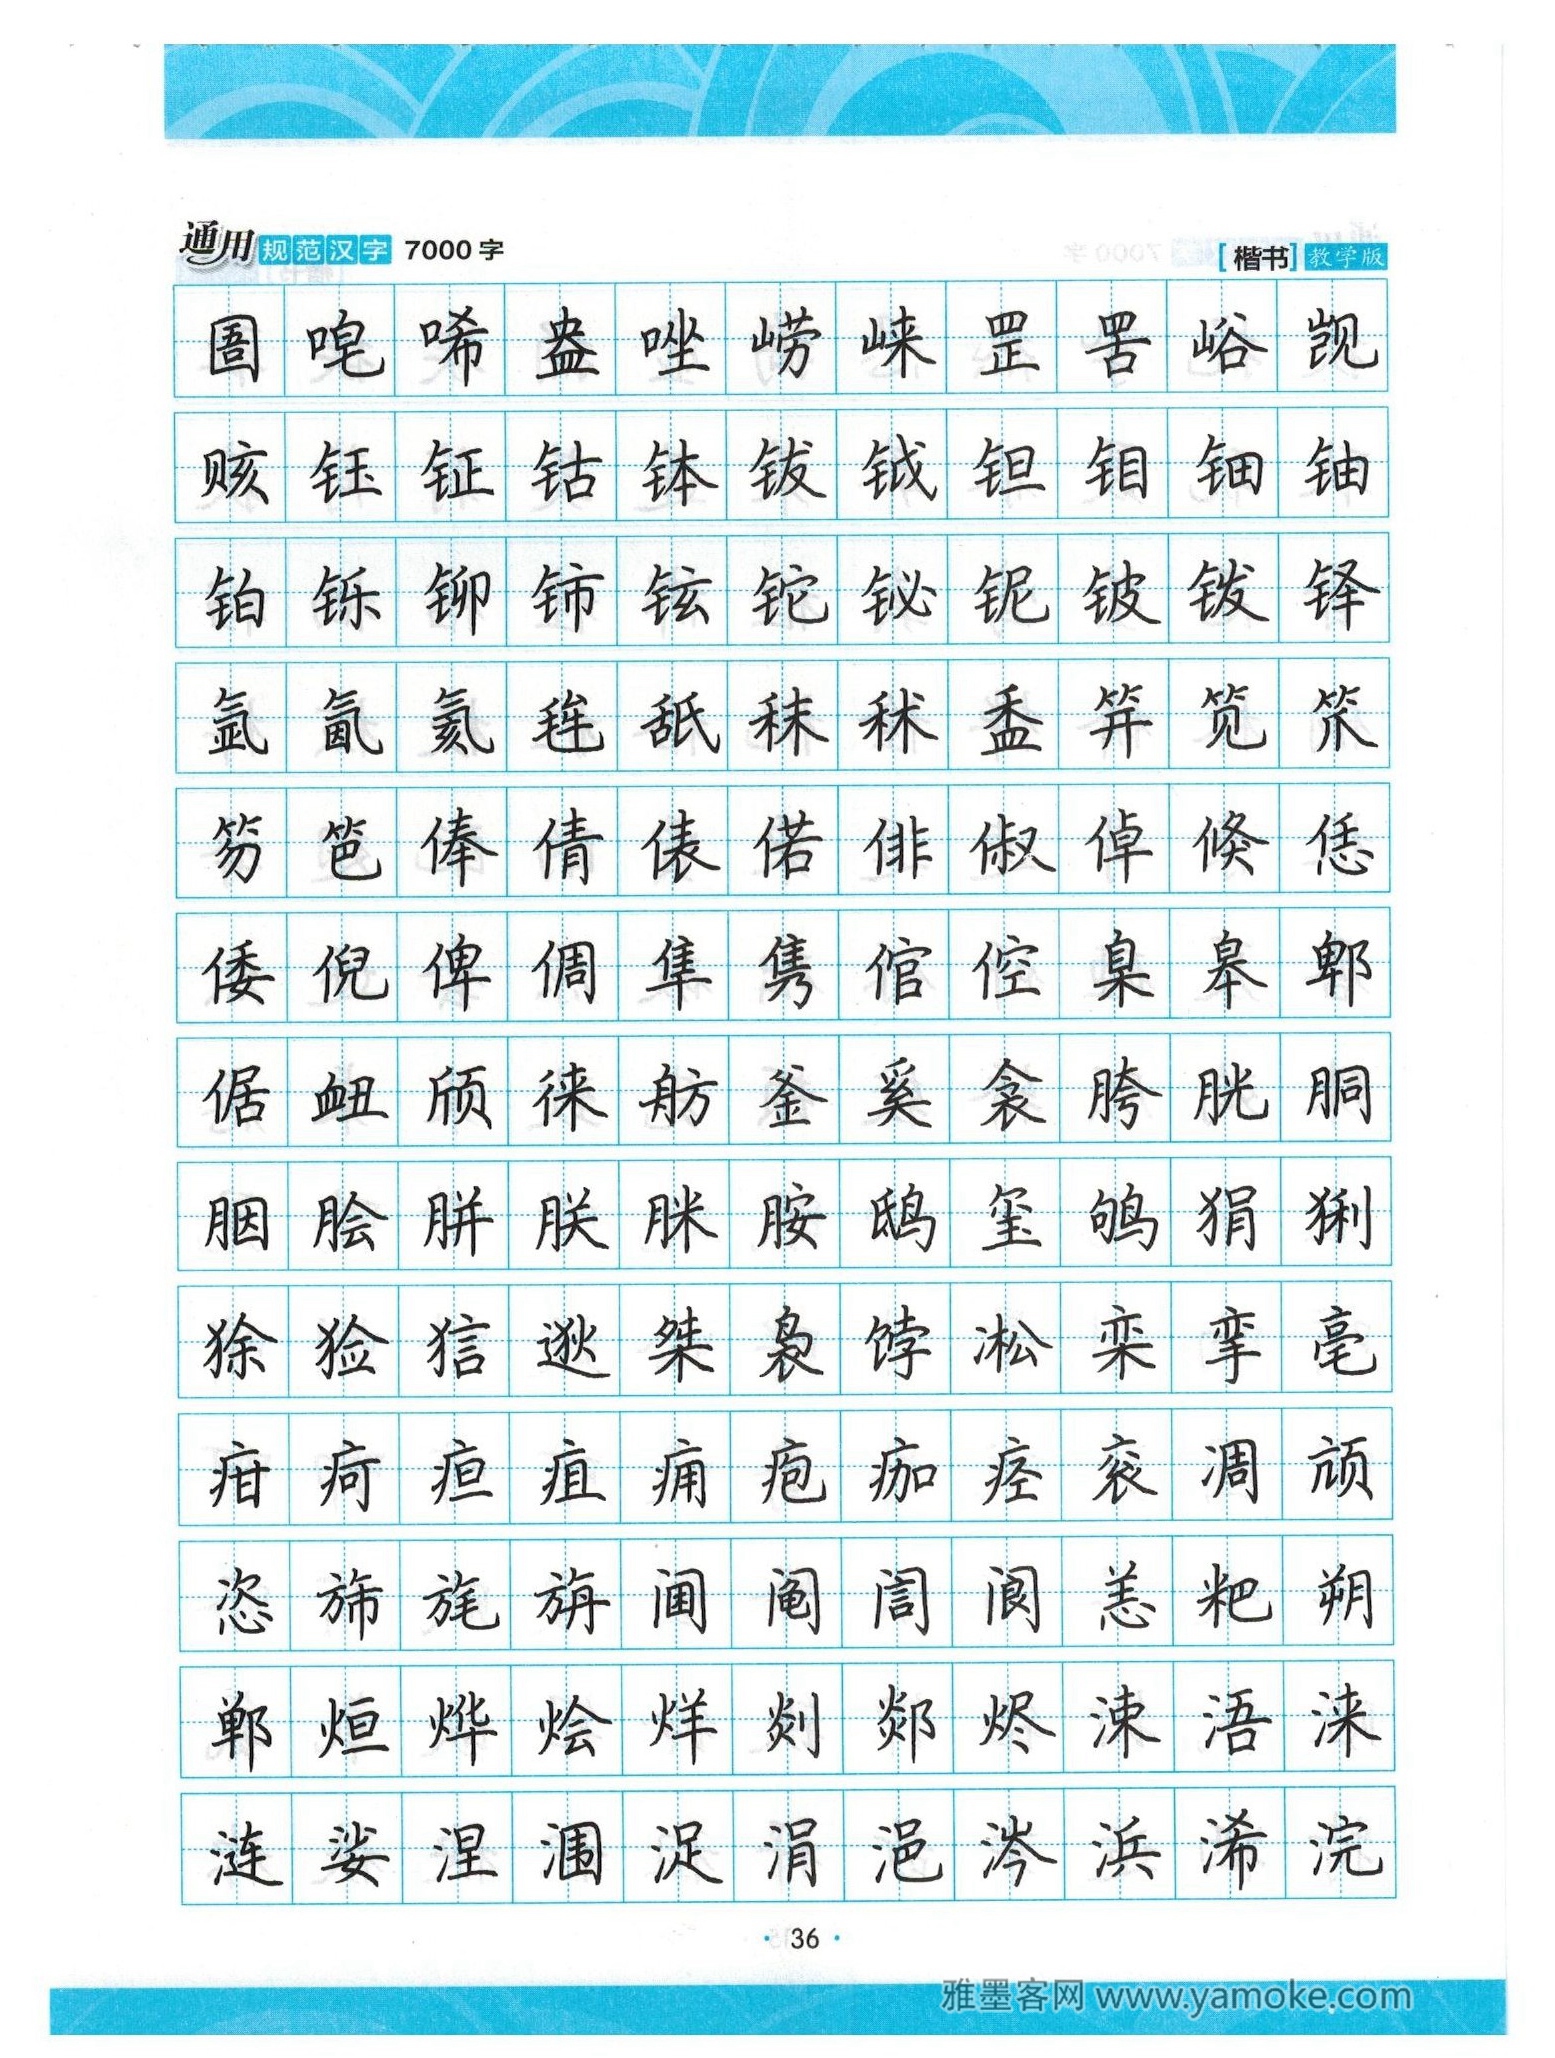 通用规范汉字 7000 字
[楷书] 教学版
圄 唣 唏 盎 唑 崂 崃 罡 罟 峪 觊
赅 钰 钲 钴 钵 钹 钺 钽 钼 钿 铀
铂 铄 铆 铈 铉 铊 铋 铌 铍 䥽 铎
氩 氤 氦 毪 舐 秣 秫 盉 笄 笕 笊
笏 笆 俸 倩 俵 偌 俳 俶 倬 倏 恁
倭 倪 俾 倜 隼 隽 倌 倥 臬 皋 郫
倨 衄 颀 徕 舫 釜 奚 衾 胯 胱 胴
胭 脍 胼 朕 脒 胺 鸱 玺 鸲 狷 猁
狳 猃 狺 逖 桀 袅 饽 凇 栾 挛 亳
疳 疴 疸 疽 痈 疱 痂 痉 衮 凋 颃
恣 旆 旄 旃 阃 阄 訚 阆 恙 粑 朔
郸 烜 烨 烩 烊 剡 郯 烬 涑 浯 涞
涟 娑 涅 涠 浞 涓 浥 涔 浜 浠 浣
· 36 ·
雅墨客网 www.yamoke.com